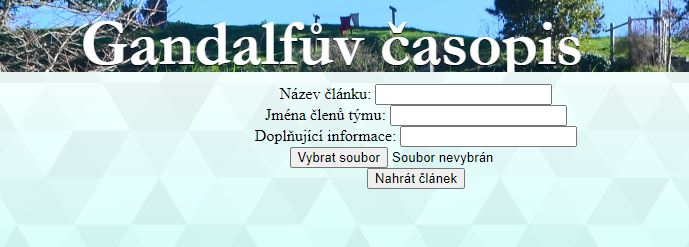 Gandalfův časopis
Název článku:
Jména členů týmu:
Doplňující informace:
Vybrat soubor Soubor nevybrán
Nahrát článek